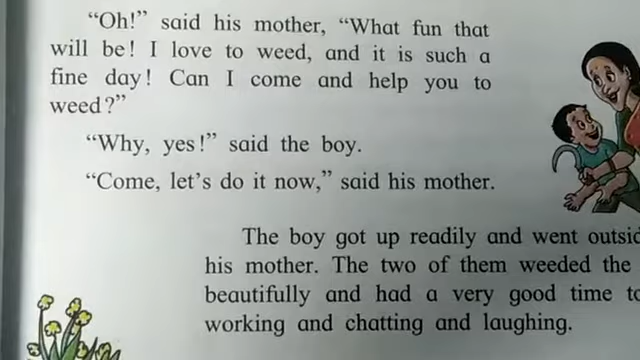 “Oh!” said his mother, “What fun that
will be! I love to weed, and it is such a
fine day! Can I come and help you to
weed?”
“Why, yes!” said the boy.
“Come, let’s do it now,” said his mother.
The boy got up readily and went
his mother. The two of them weeded the
beautifully and had a very good time
working and chatting and laughing.